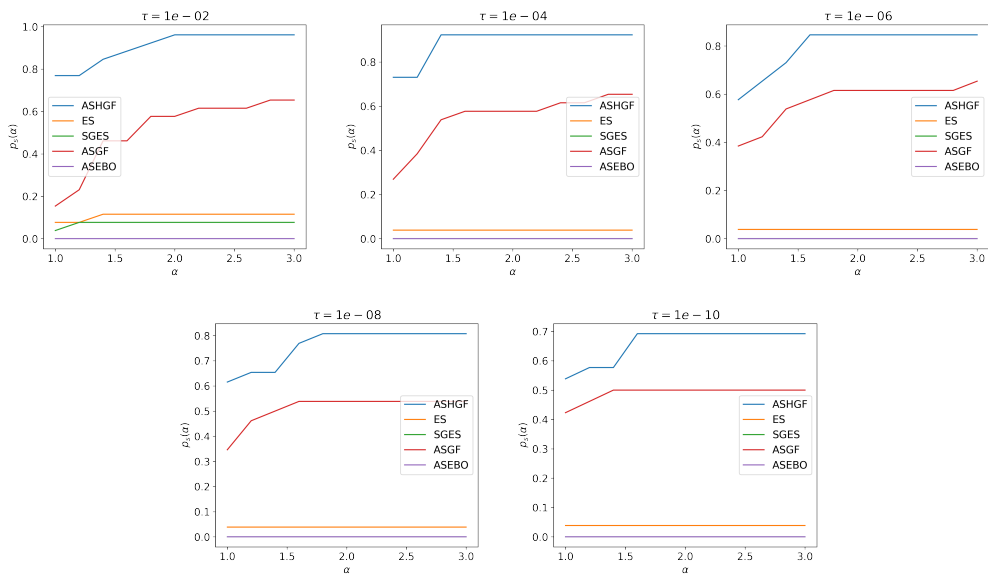 τ = 1e − 02
1.0
0.8
0.6
0.4
0.2
0.0
p_s(α)
ASHGF
ES
SGES
ASGF
ASEBO
1.0 1.5 2.0 2.5 3.0
α
τ = 1e − 04
0.8
0.6
0.4
0.2
0.0
p_s(α)
ASHGF
ES
SGES
ASGF
ASEBO
1.0 1.5 2.0 2.5 3.0
α
τ = 1e − 06
0.8
0.6
0.4
0.2
0.0
p_s(α)
ASHGF
ES
SGES
ASGF
ASEBO
1.0 1.5 2.0 2.5 3.0
α
τ = 1e − 08
0.8
0.7
0.6
0.5
0.4
0.3
0.2
0.1
0.0
p_s(α)
ASHGF
ES
SGES
ASGF
ASEBO
1.0 1.5 2.0 2.5 3.0
α
τ = 1e − 10
0.7
0.6
0.5
0.4
0.3
0.2
0.1
0.0
p_s(α)
ASHGF
ES
SGES
ASGF
ASEBO
1.0 1.5 2.0 2.5 3.0
α